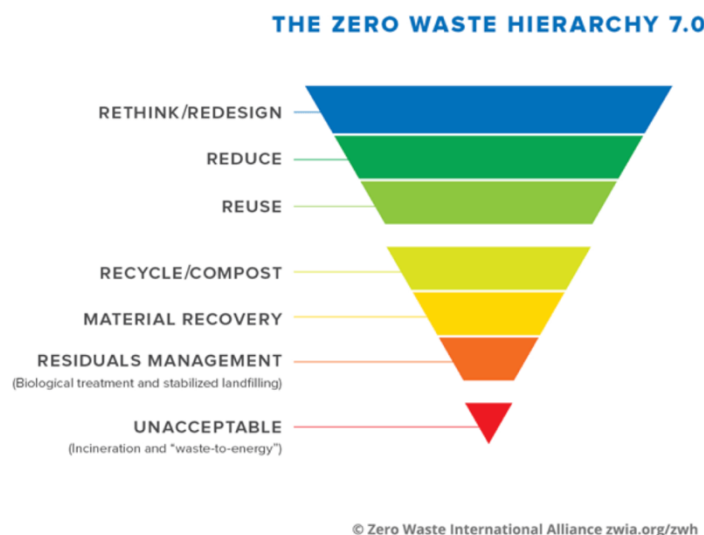 THE ZERO WASTE HIERARCHY 7.0
RETHINK/REDESIGN
REDUCE
REUSE
RECYCLE/COMPOST
MATERIAL RECOVERY
RESIDUALS MANAGEMENT
(Biological treatment and stabilized landfilling)
UNACCEPTABLE
(Incineration and “waste-to-energy”)
© Zero Waste International Alliance zwia.org/zwh